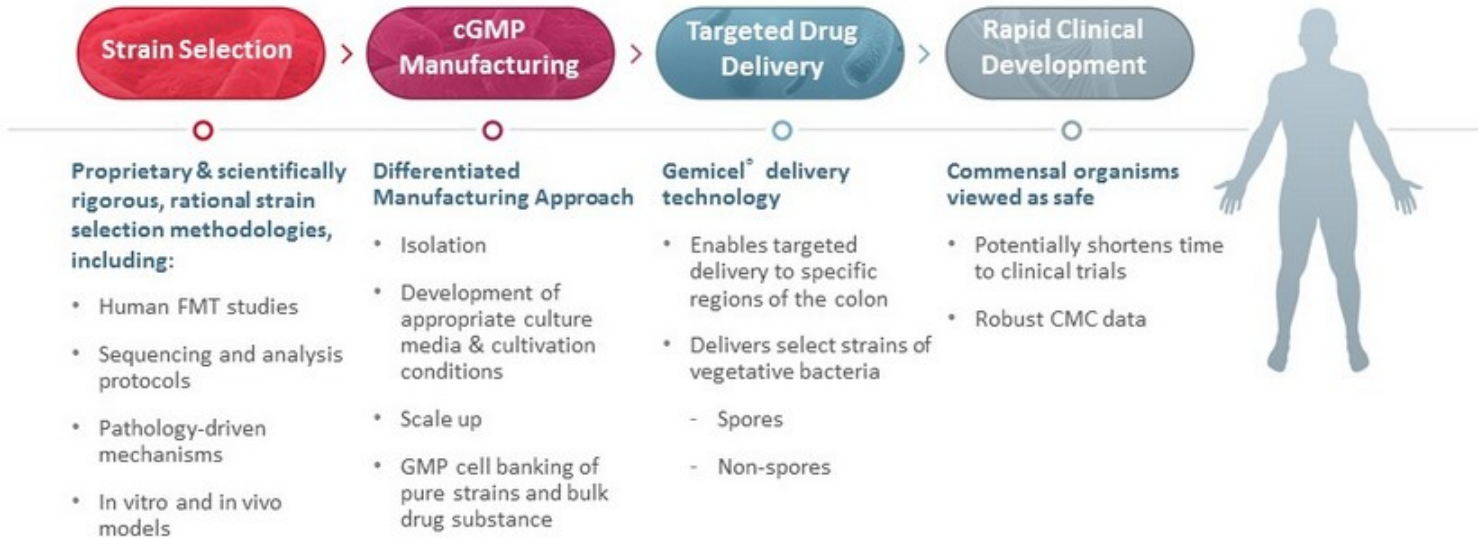 Strain Selection
>
cGMP
Manufacturing
>
Targeted Drug
Delivery
>
Rapid Clinical
Development
Proprietary & scientifically
rigorous, rational strain
selection methodologies,
including:
• Human FMT studies
• Sequencing and analysis
protocols
• Pathology-driven
mechanisms
• In vitro and in vivo
models
Differentiated
Manufacturing Approach
• Isolation
• Development of
appropriate culture
media & cultivation
conditions
• Scale up
• GMP cell banking of
pure strains and bulk
drug substance
Gemicel® delivery
technology
• Enables targeted
delivery to specific
regions of the colon
• Delivers select strains of
vegetative bacteria
- Spores
- Non-spores
Commensal organisms
viewed as safe
• Potentially shortens time
to clinical trials
• Robust CMC data